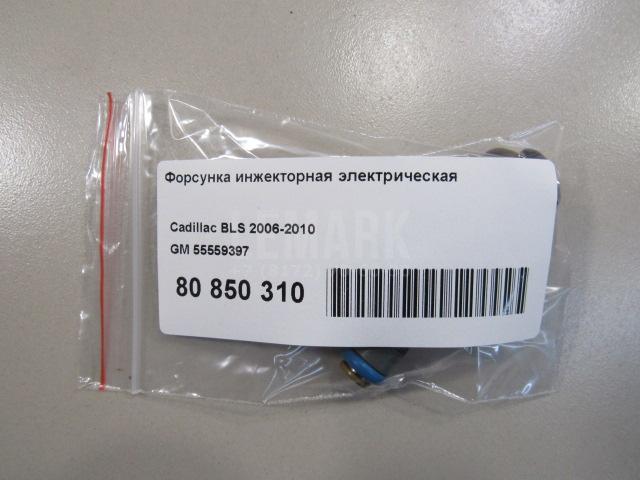 Форсунка инжекторная электрическая
Cadillac BLS 2006-2010
GM 55559397
80 850 310